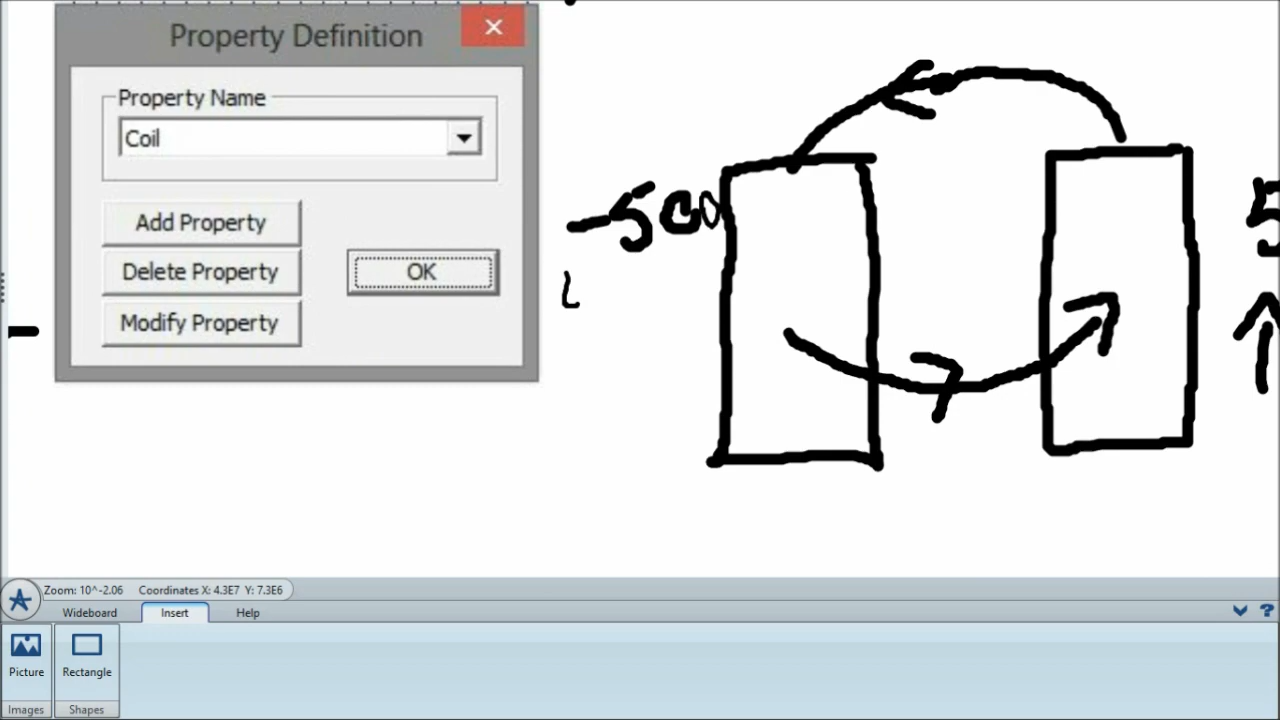 Property Definition
Property Name
Coil
Add Property
Delete Property
OK
Modify Property
-500
5
Zoom: 10^-2.06 Coordinates X: 4.3E7 Y: 7.3E6
Wideboard Insert Help
?
Picture Rectangle
Images Shapes